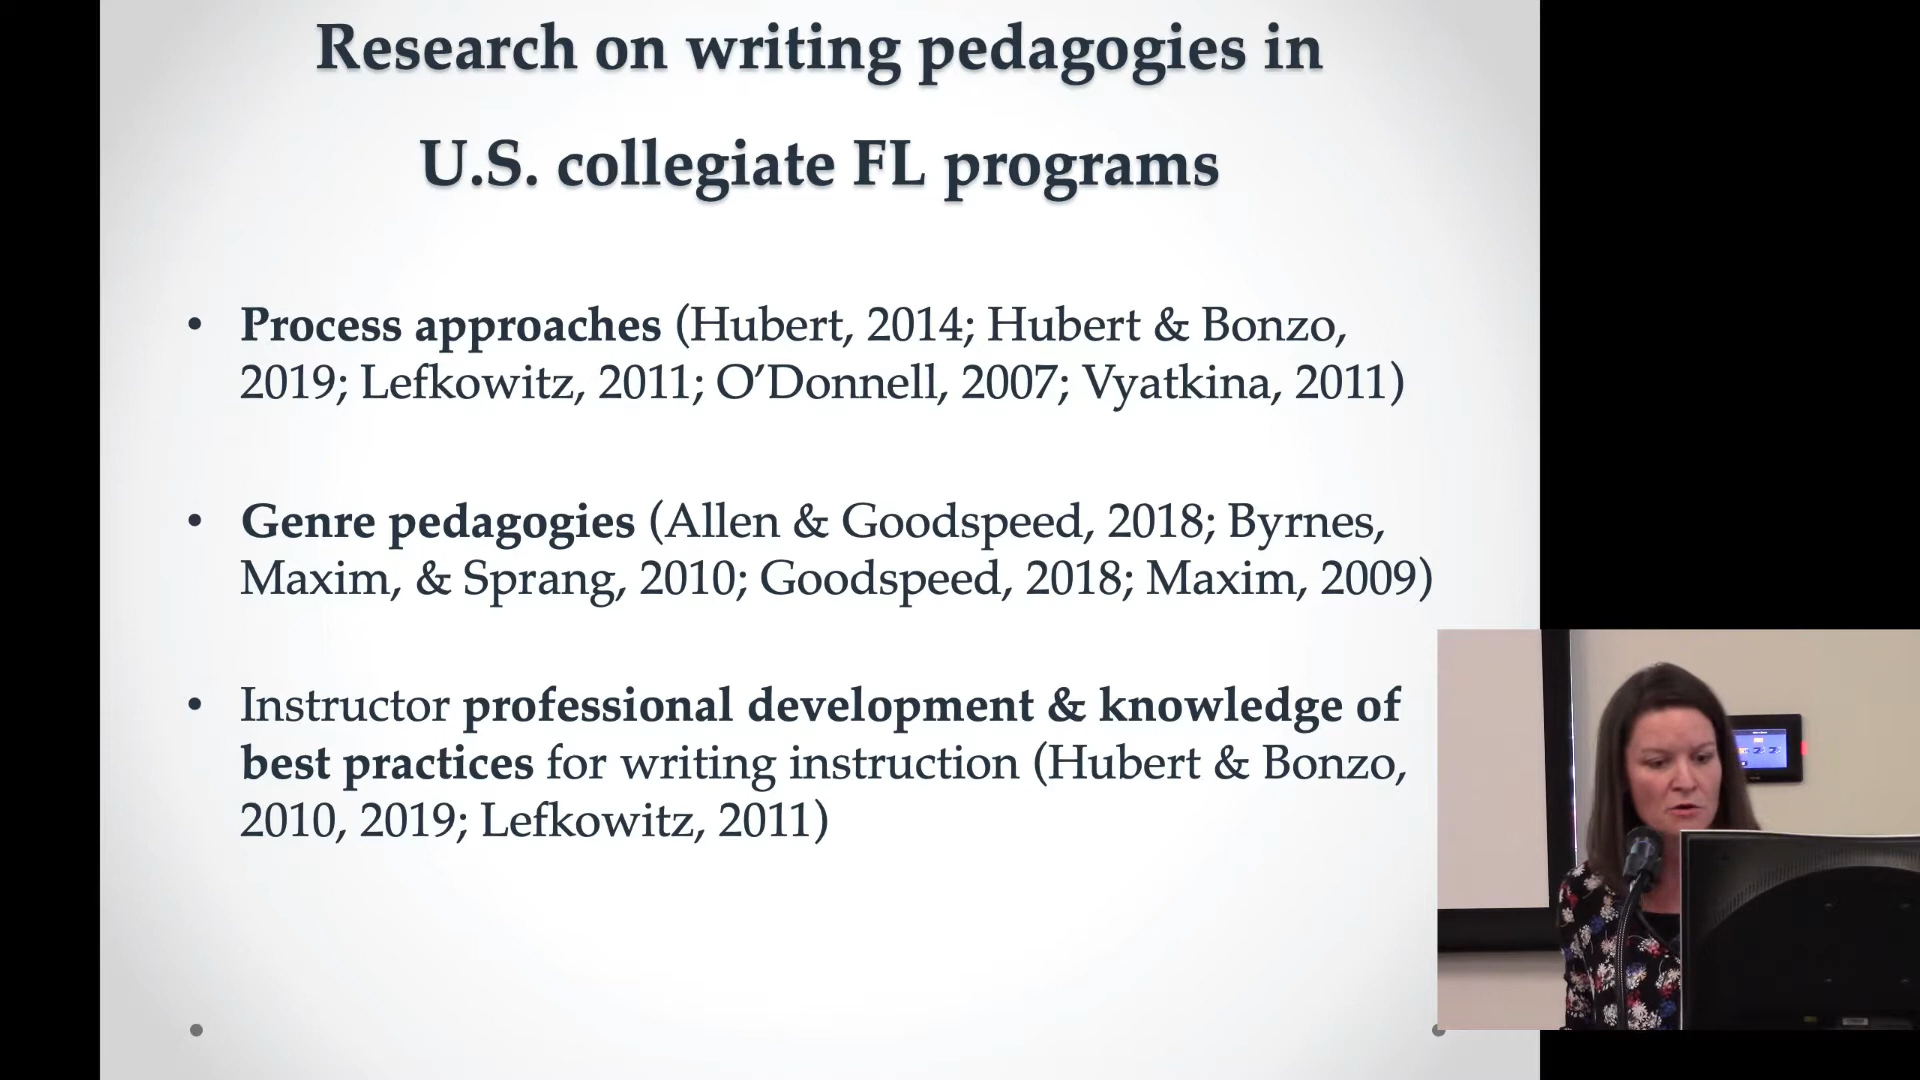 Research on writing pedagogies in
U.S. collegiate FL programs
• Process approaches (Hubert, 2014; Hubert & Bonzo,
2019; Lefkowitz, 2011; O’Donnell, 2007; Vyatkina, 2011)
• Genre pedagogies (Allen & Goodspeed, 2018; Byrnes,
Maxim, & Sprang, 2010; Goodspeed, 2018; Maxim, 2009)
• Instructor professional development & knowledge of
best practices for writing instruction (Hubert & Bonzo,
2010, 2019; Lefkowitz, 2011)